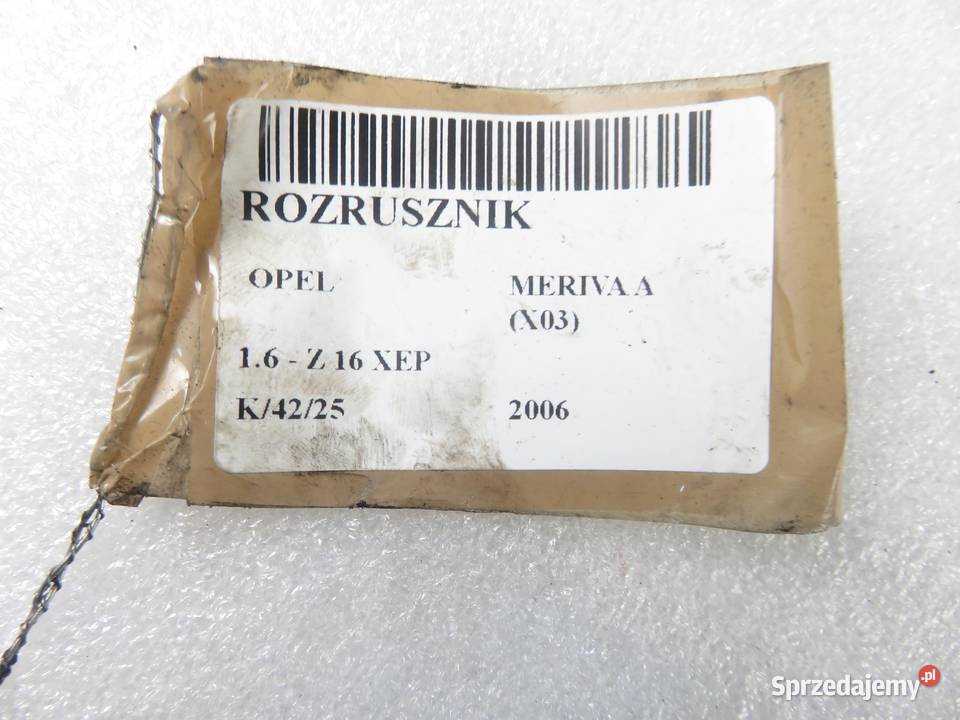 ROZRUSZNIK
OPEL MERIVA A
(X03)
1.6 - Z 16 XEP
K/42/25 2006
Sprzedajemy.pl